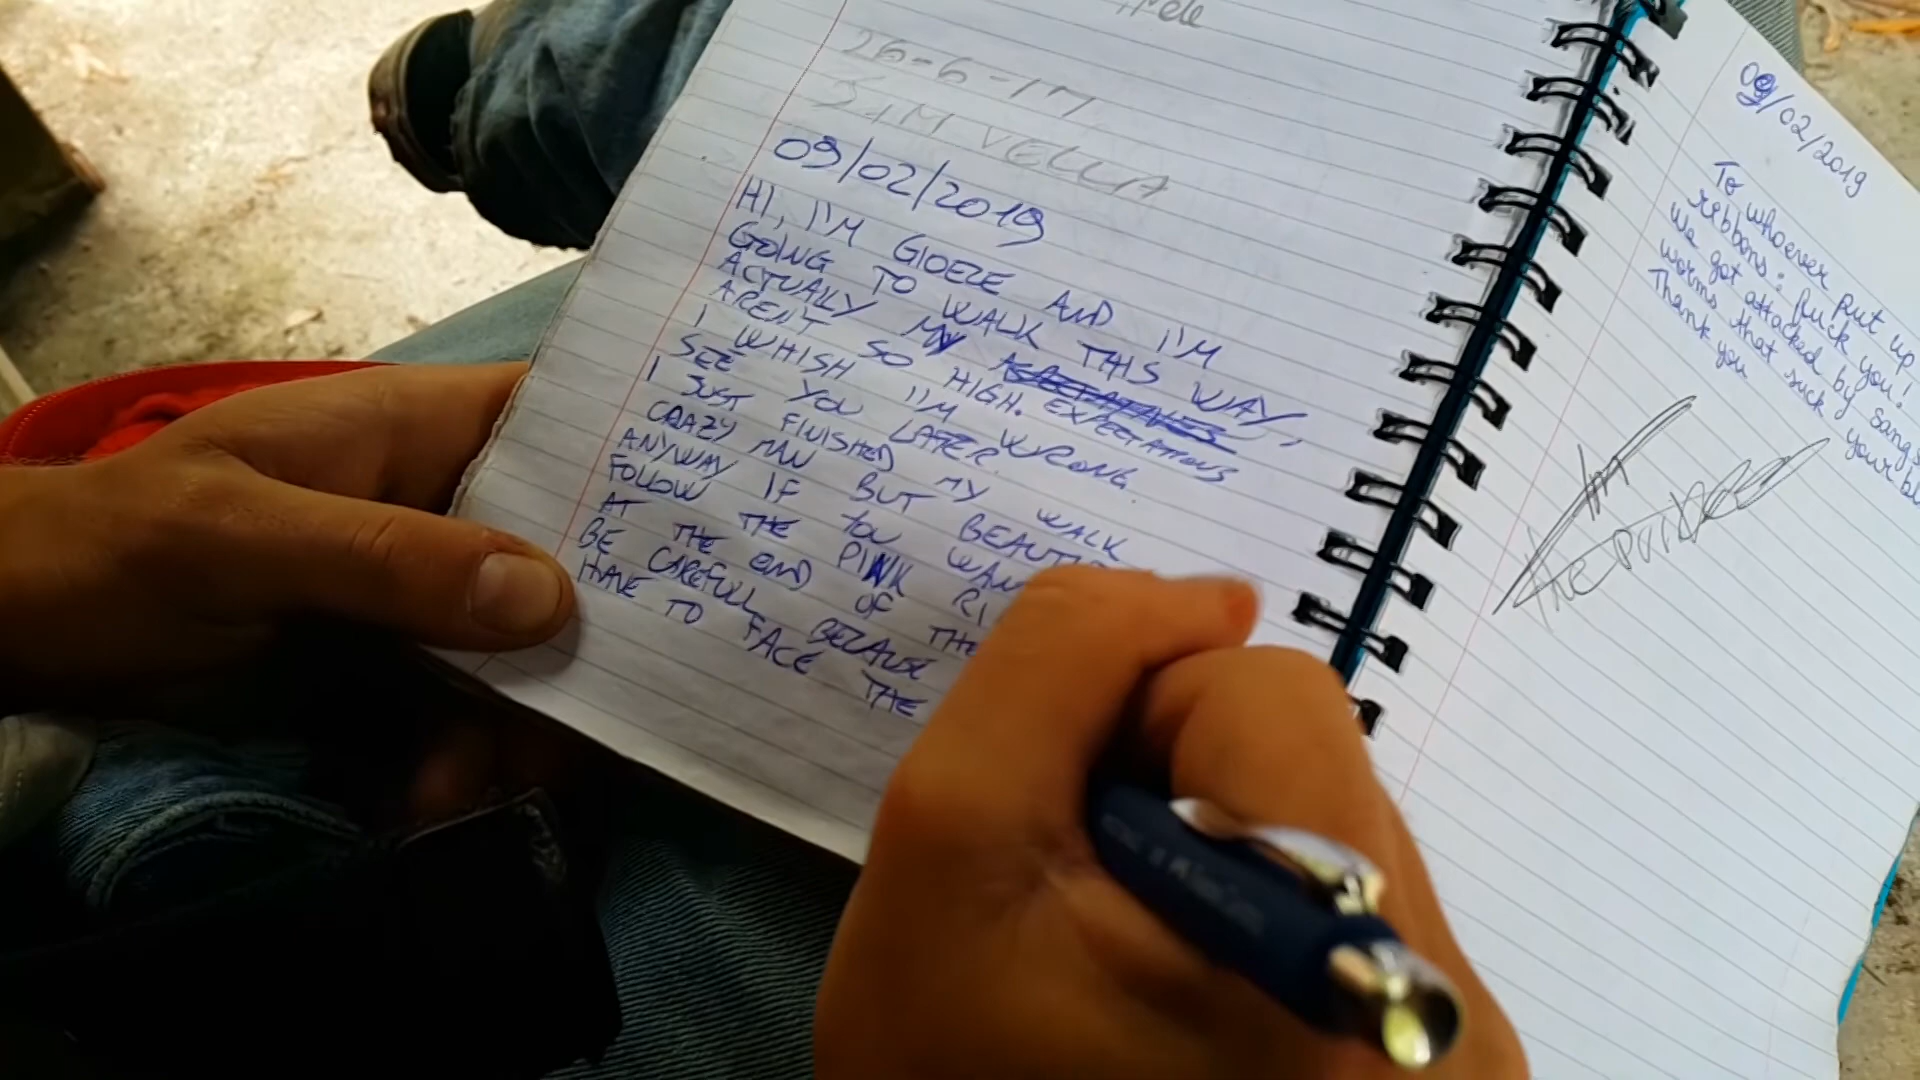 26-6-17
SAM VELLA
09/02/2019
HI, I'M GIOELE AND I'M
GOING TO WALK THIS WAY,
ACTUALLY MY EXPECTATIONS
AREN'T SO HIGH.
I WHISH I'M WRONG.
SEE YOU LATER.
I JUST FINISHED MY WALK
CRAZY MAN BUT
ANYWAY IF YOU
FOLLOW THE PINK
AT THE END OF THE
BE CAREFULL BECAUSE
HAVE TO FACE THE
09/02/2019
To whoever put up
ribbons: fuck you!
We got attacked by
worms that suck your
Thank you